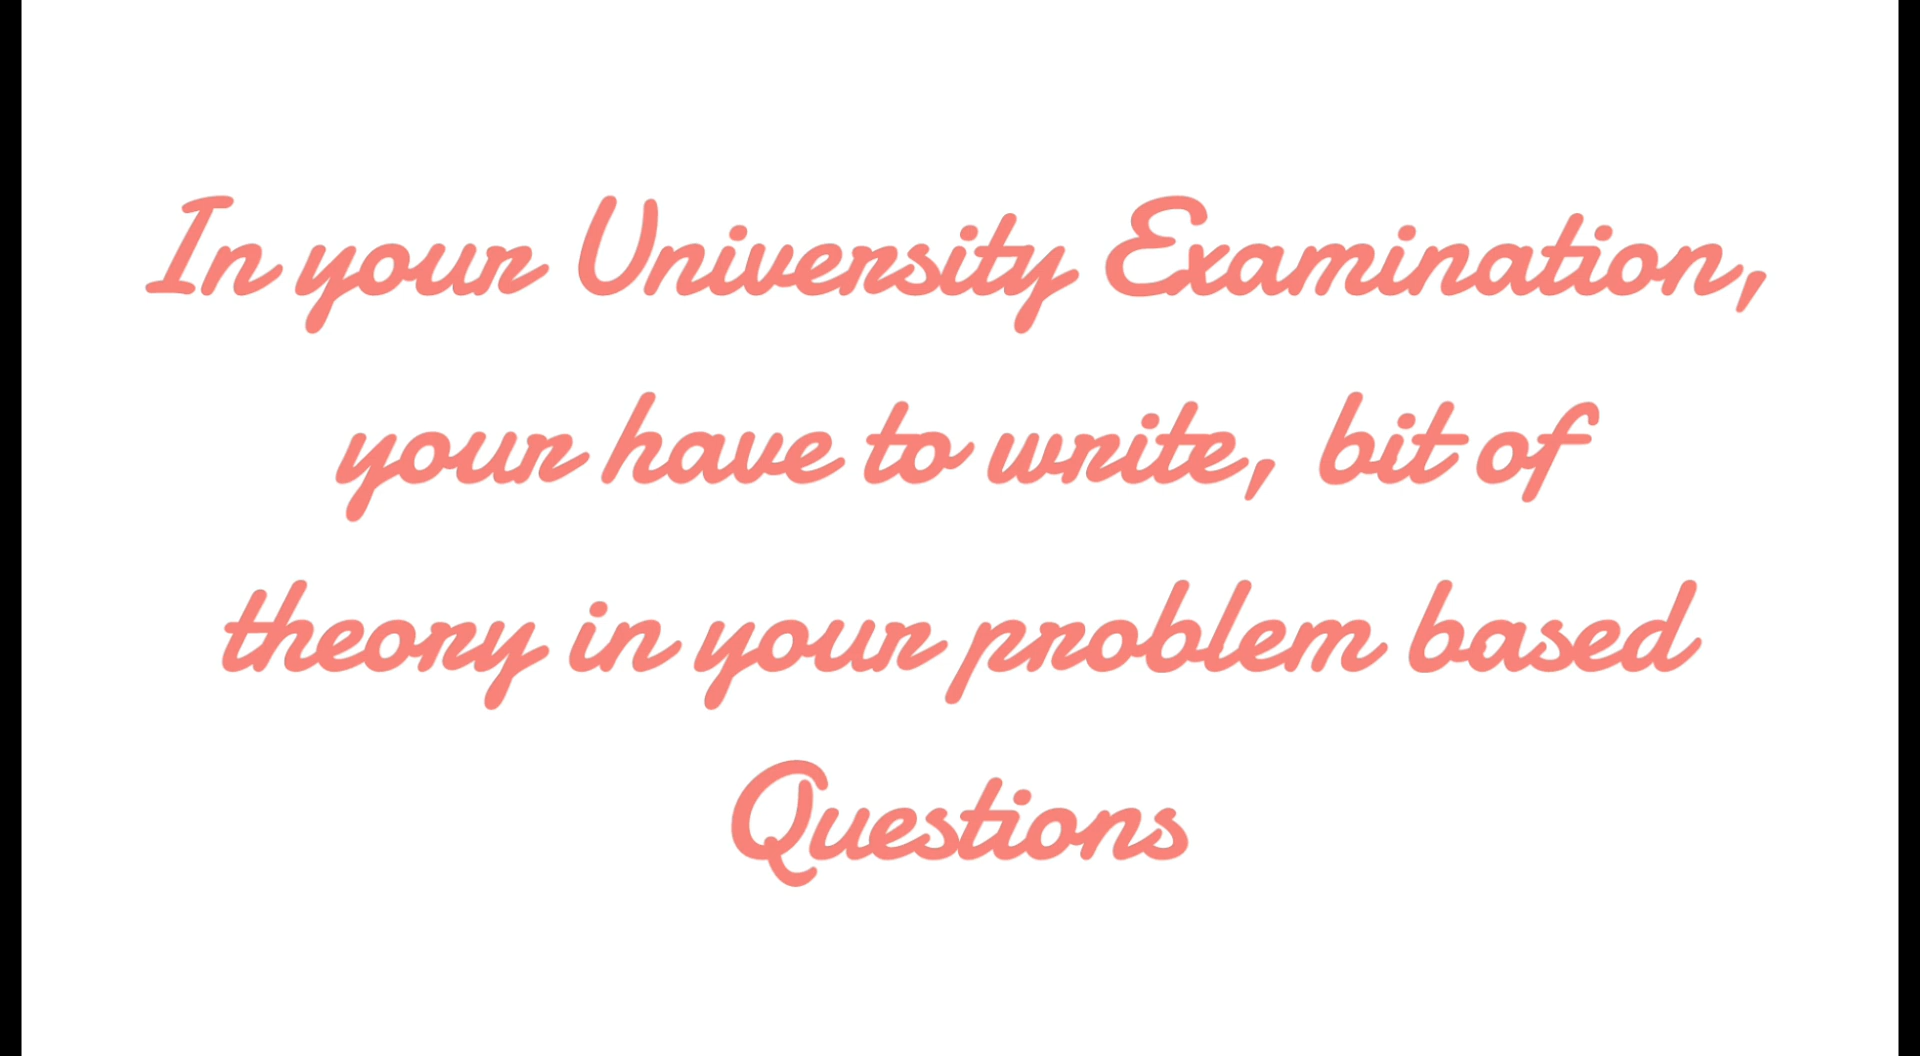 In your University Examination,
your have to write, bit of
theory in your problem based
Questions